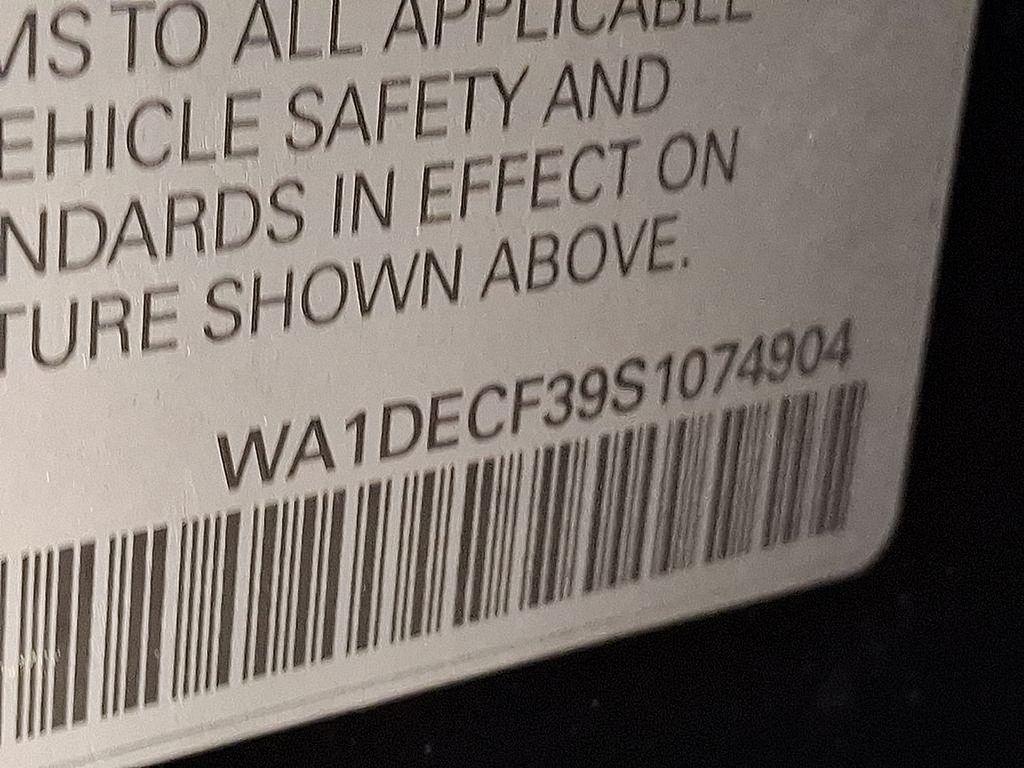 MS TO ALL APPLICABLE
EHICLE SAFETY AND
NDARDS IN EFFECT ON
TURE SHOWN ABOVE.
WA1DECF39S1074904